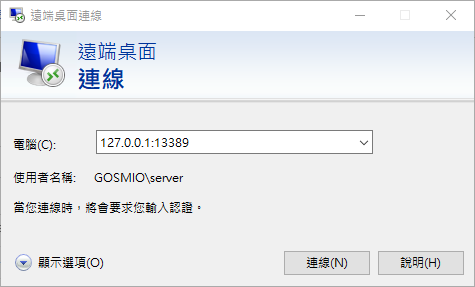 遠端桌面連線
遠端桌面
連線
電腦(C): 127.0.0.1:13389
使用者名稱: GOSMIO\server
當您連線時，將會要求您輸入認證。
顯示選項(O) 連線(N) 說明(H)